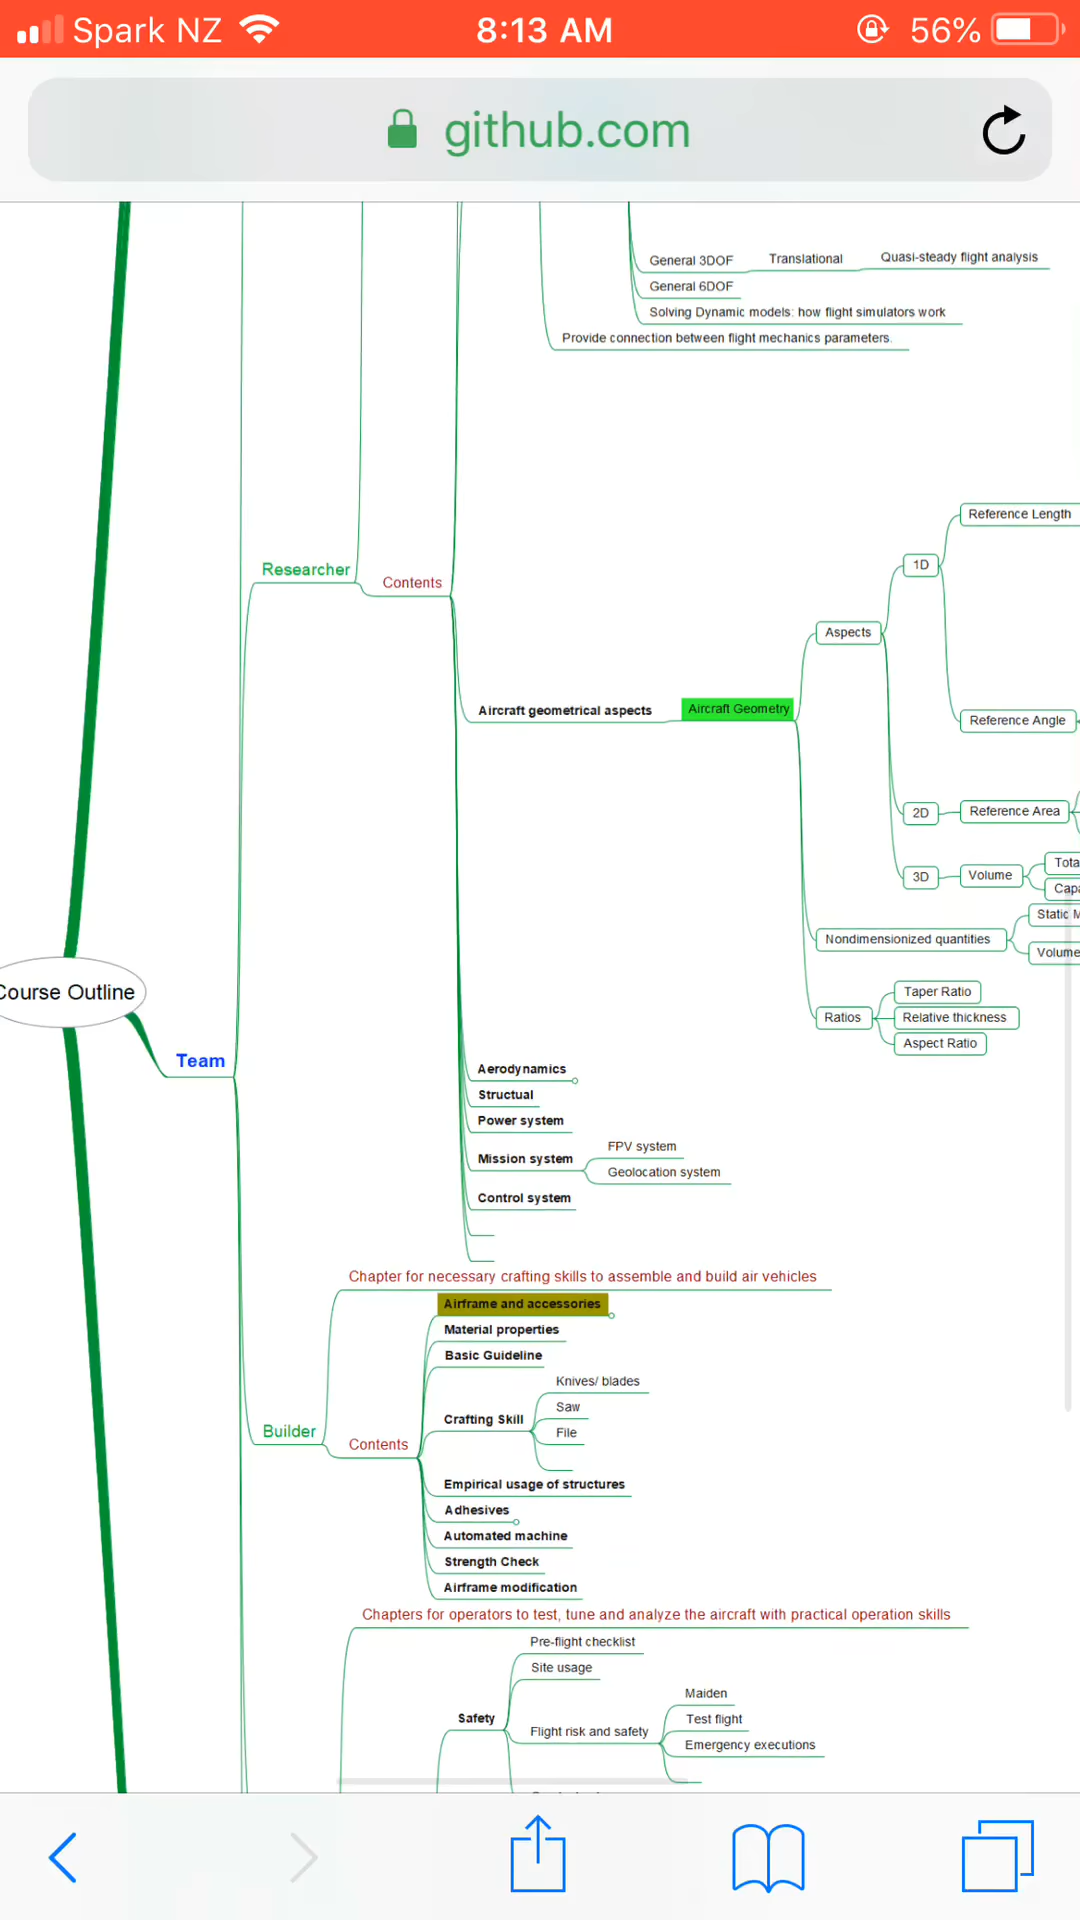 Spark NZ 8:13 AM 56%
github.com
General 3DOF Translational Quasi-steady flight analysis
General 6DOF
Solving Dynamic models: how flight simulators work
Provide connection between flight mechanics parameters.
Reference Length
1D
Researcher
Contents
Aspects
Aircraft geometrical aspects Aircraft Geometry
Reference Angle
2D Reference Area
Tota
3D Volume
Capa
Static M
Nondimensionized quantities
Volume
Course Outline
Taper Ratio
Ratios Relative thickness
Aspect Ratio
Team
Aerodynamics
Structual
Power system
FPV system
Mission system
Geolocation system
Control system
Chapter for necessary crafting skills to assemble and build air vehicles
Airframe and accessories
Material properties
Basic Guideline
Knives/ blades
Saw
Crafting Skill
File
Builder
Contents
Empirical usage of structures
Adhesives
Automated machine
Strength Check
Airframe modification
Chapters for operators to test, tune and analyze the aircraft with practical operation skills
Pre-flight checklist
Site usage
Maiden
Safety
Test flight
Flight risk and safety
Emergency executions